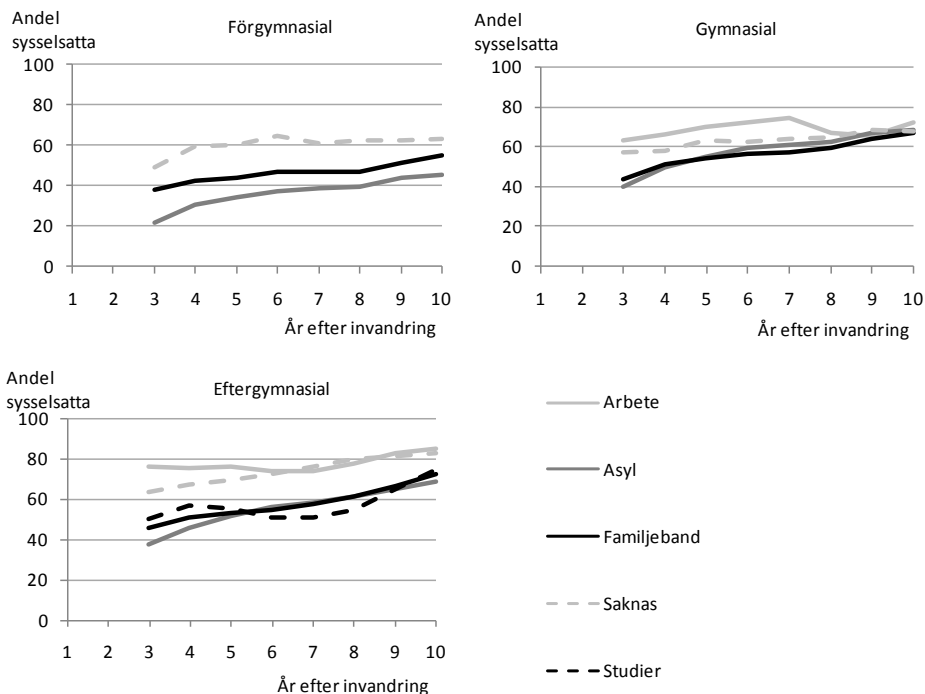 Andel
sysselsatta
Förgymnasial
100
80
60
40
20
0
1 2 3 4 5 6 7 8 9 10
År efter invandring
Andel
sysselsatta
Gymnasial
100
80
60
40
20
0
1 2 3 4 5 6 7 8 9 10
År efter invandring
Andel
sysselsatta
Eftergymnasial
100
80
60
40
20
0
1 2 3 4 5 6 7 8 9 10
År efter invandring
Arbete
Asyl
Familjeband
Saknas
Studier